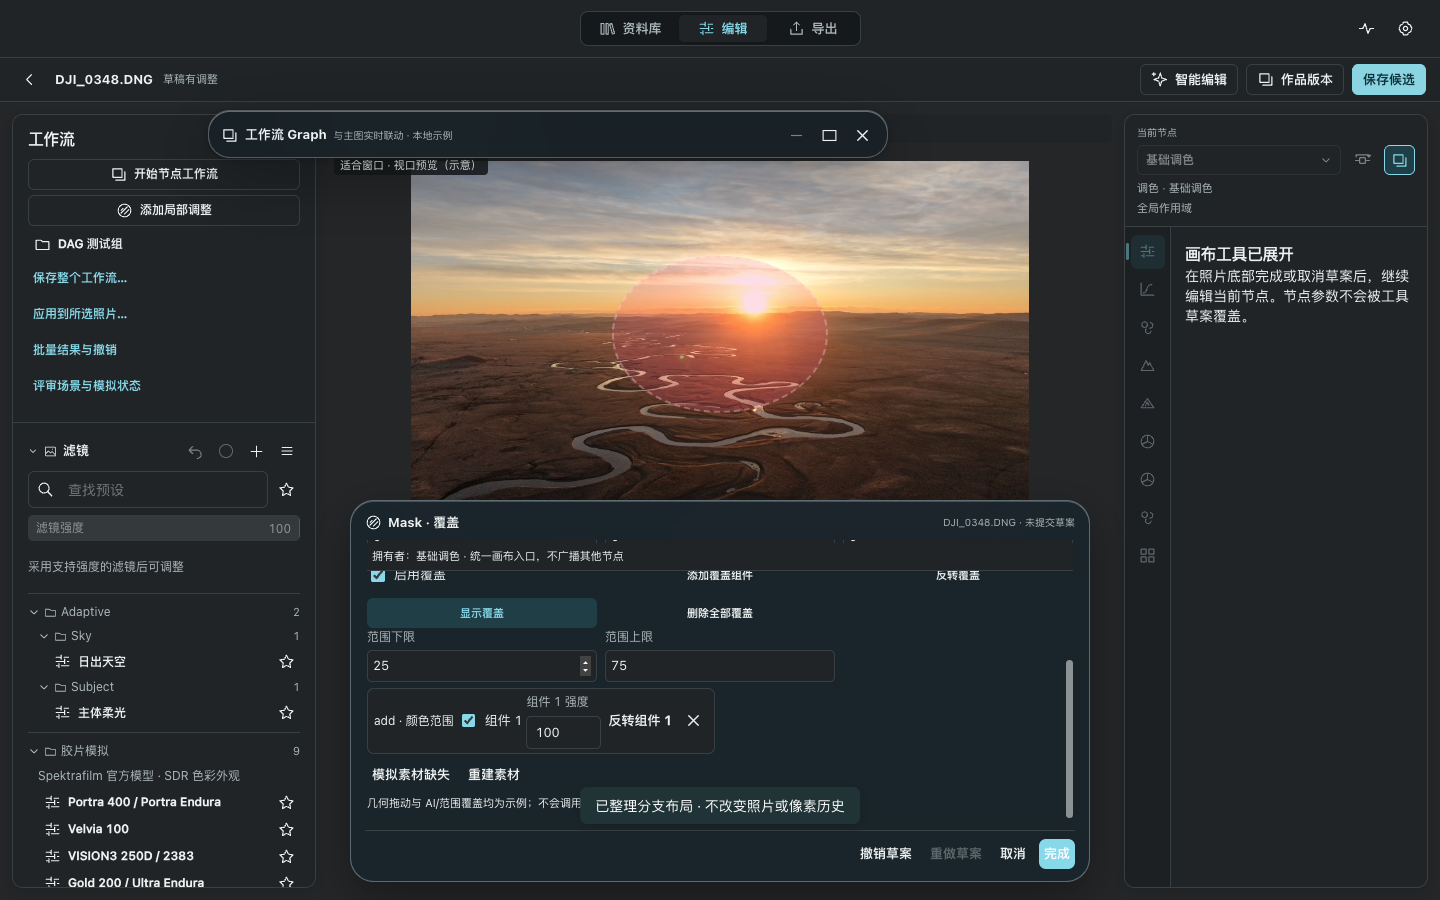 资料库
编辑
导出
DJI_0348.DNG 草稿有调整
智能编辑
作品版本
保存候选
工作流
开始节点工作流
添加局部调整
DAG 测试组
保存整个工作流...
应用到所选照片...
批量结果与撤销
评审场景与模拟状态
滤镜
查找预设
滤镜强度 100
采用支持强度的滤镜后可调整
Adaptive 2
Sky 1
日出天空
Subject 1
主体柔光
胶片模拟 9
Spektrafilm 官方模型 · SDR 色彩外观
Portra 400 / Portra Endura
Velvia 100
VISION3 250D / 2383
Gold 200 / Ultra Endura
工作流 Graph 与主图实时联动 · 本地示例
适合窗口 · 视口预览（示意）
Mask · 覆盖
DJI_0348.DNG · 未提交草案
拥有者：基础调色 · 统一画布入口，不广播其他节点
启用覆盖
添加覆盖组件
反转覆盖
显示覆盖
删除全部覆盖
范围下限
范围上限
25
75
组件 1 强度
add · 颜色范围
组件 1
100
反转组件 1
模拟素材缺失
重建素材
几何拖动与 AI/范围覆盖均为示例；不会调用
已整理分支布局 · 不改变照片或像素历史
撤销草案
重做草案
取消
完成
当前节点
基础调色
调色 · 基础调色
全局作用域
画布工具已展开
在照片底部完成或取消草案后，继续
编辑当前节点。节点参数不会被工具
草案覆盖。